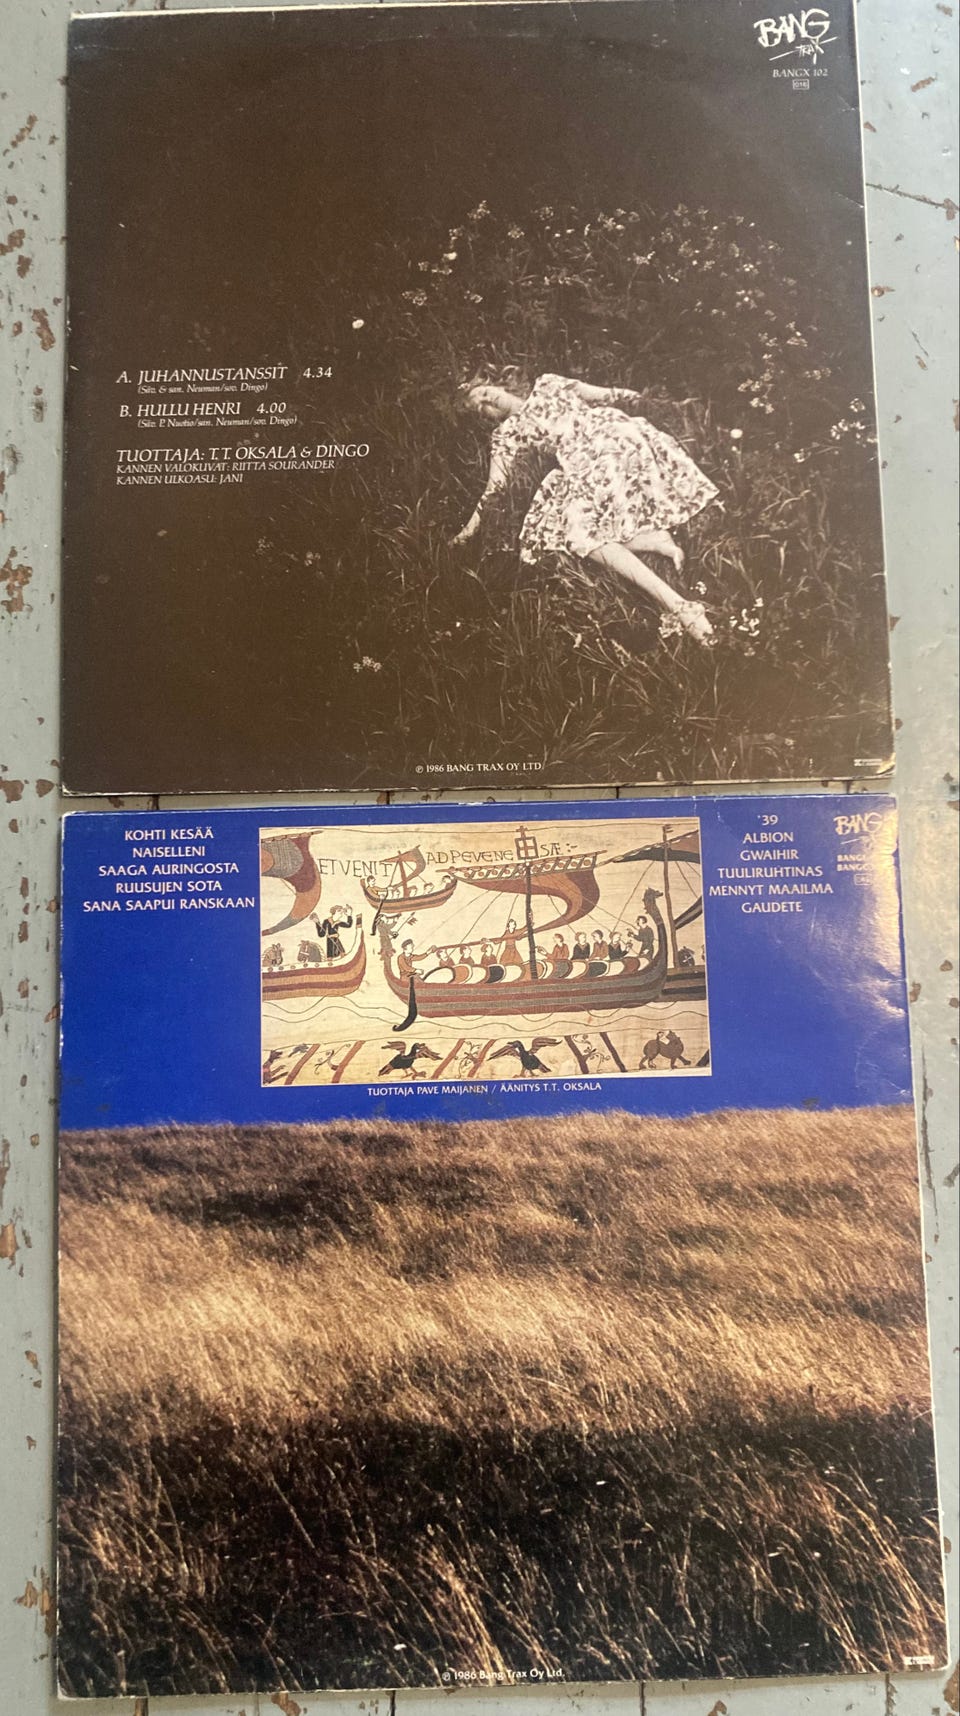 BANG
TRAX
BANGX 102
016
A. JUHANNUSTANSSIT 4.34
(Säv. & san. Neuman/sov. Dingo)
B. HULLU HENRI 4.00
(Säv. P. Nuotio/san. Neuman/sov. Dingo)
TUOTTAJA: T.T. OKSALA & DINGO
KANNEN VALOKUVAT: RIITTA SOURANDER
KANNEN ULKOASU: JANI
℗ 1986 BANG TRAX OY LTD
KOHTI KESÄÄ
NAISELLENI
SAAGA AURINGOSTA
RUUSUJEN SOTA
SANA SAAPUI RANSKAAN
ET VENIT AD PEVENE SÆ:-
'39
ALBION
GWAIHIR
TUULIRUHTINAS
MENNYT MAAILMA
GAUDETE
BANG
TUOTTAJA PAVE MAIJANEN / ÄÄNITYS T.T. OKSALA
℗ 1986 Bang Trax Oy Ltd.